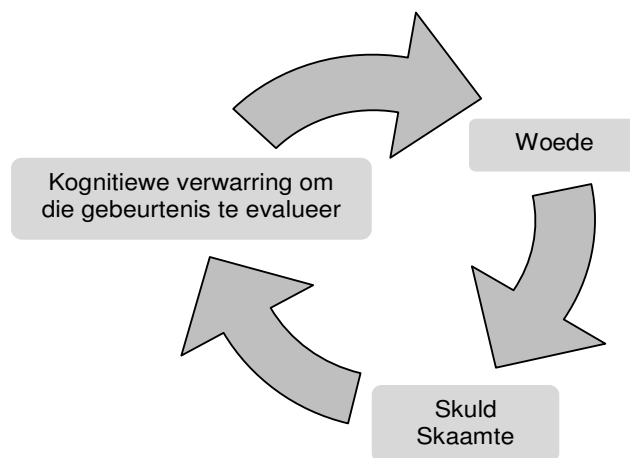 Woede
Kognitiewe verwarring om
die gebeurtenis te evalueer
Skuld
Skaamte